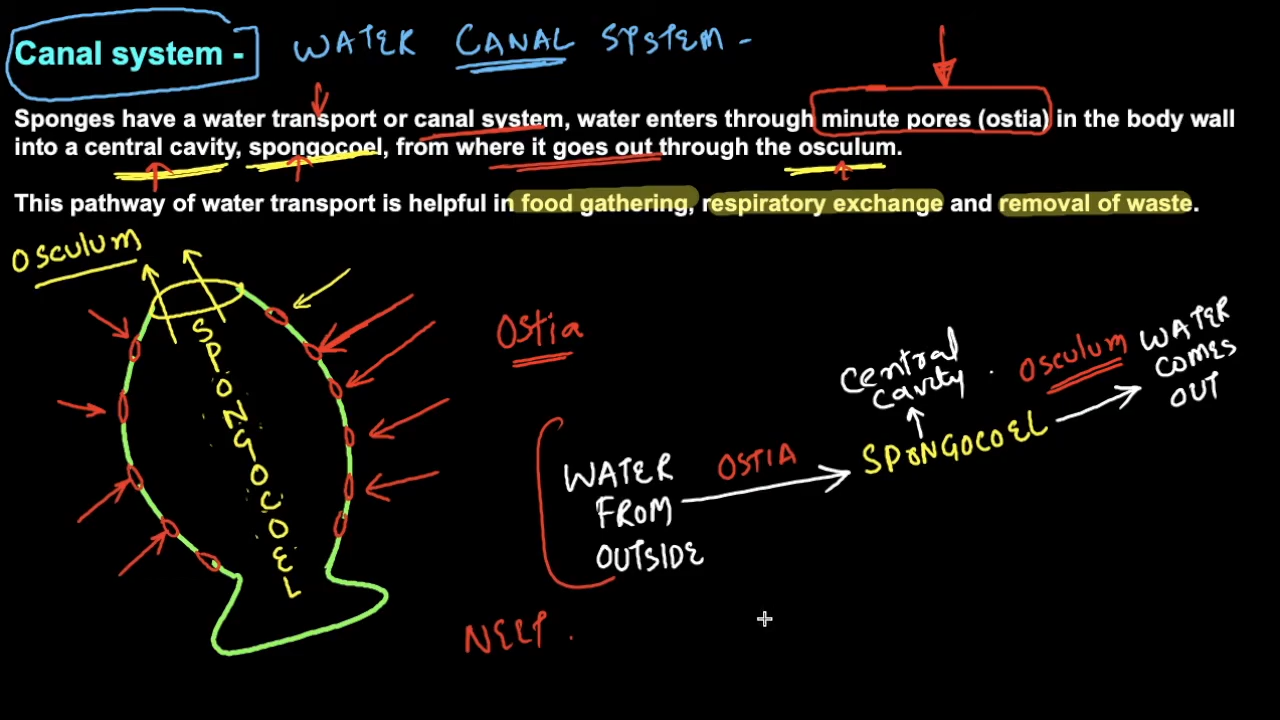 Canal system - WATER CANAL SYSTEM -
Sponges have a water transport or canal system, water enters through minute pores (ostia) in the body wall
into a central cavity, spongocoel, from where it goes out through the osculum.
This pathway of water transport is helpful in food gathering, respiratory exchange and removal of waste.
Osculum
SPONGOCOEL
Ostia
WATER
FROM
OUTSIDE
OSTIA
Central
cavity
SPONGOCOEL
Osculum
WATER
COMES
OUT